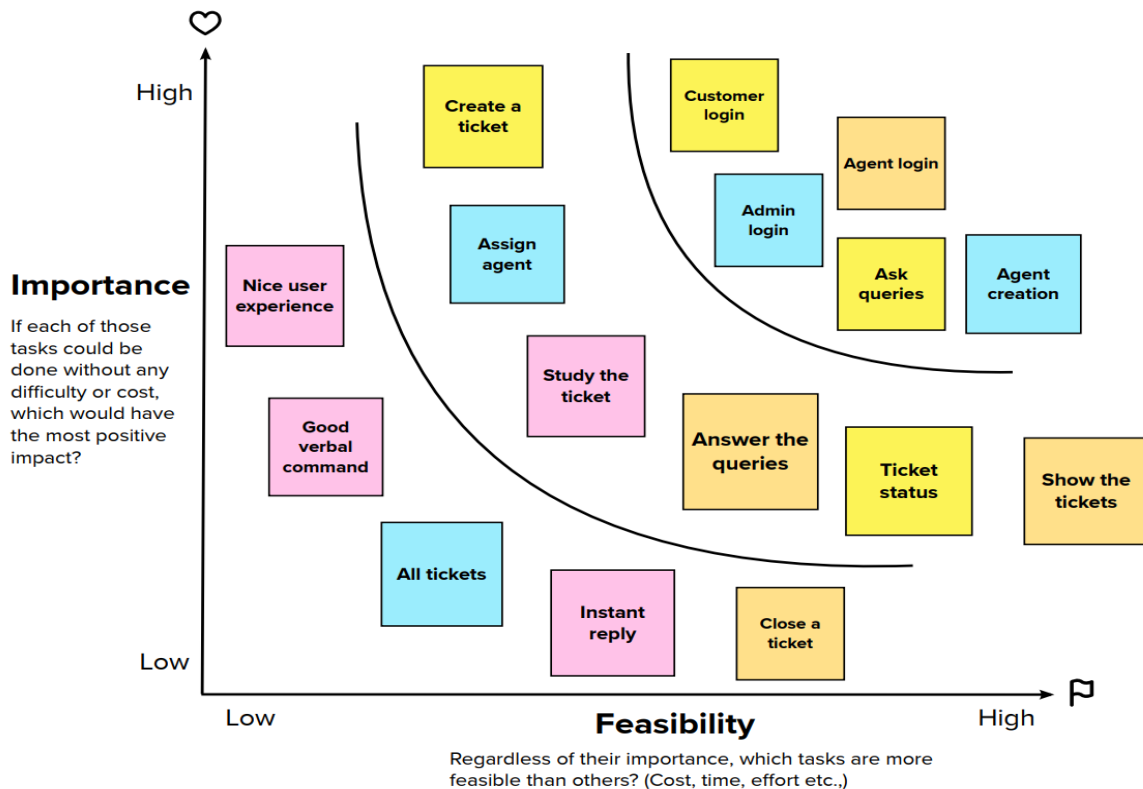 High
Create a
ticket
Customer
login
Agent login
Admin
login
Assign
agent
Ask
queries
Agent
creation
Nice user
experience
Importance
If each of those
tasks could be
done without any
difficulty or cost,
which would have
the most positive
impact?
Study the
ticket
Good
verbal
command
Answer the
queries
Ticket
status
Show the
tickets
All tickets
Instant
reply
Close a
ticket
Low
Low
Feasibility
High
Regardless of their importance, which tasks are more
feasible than others? (Cost, time, effort etc.,)